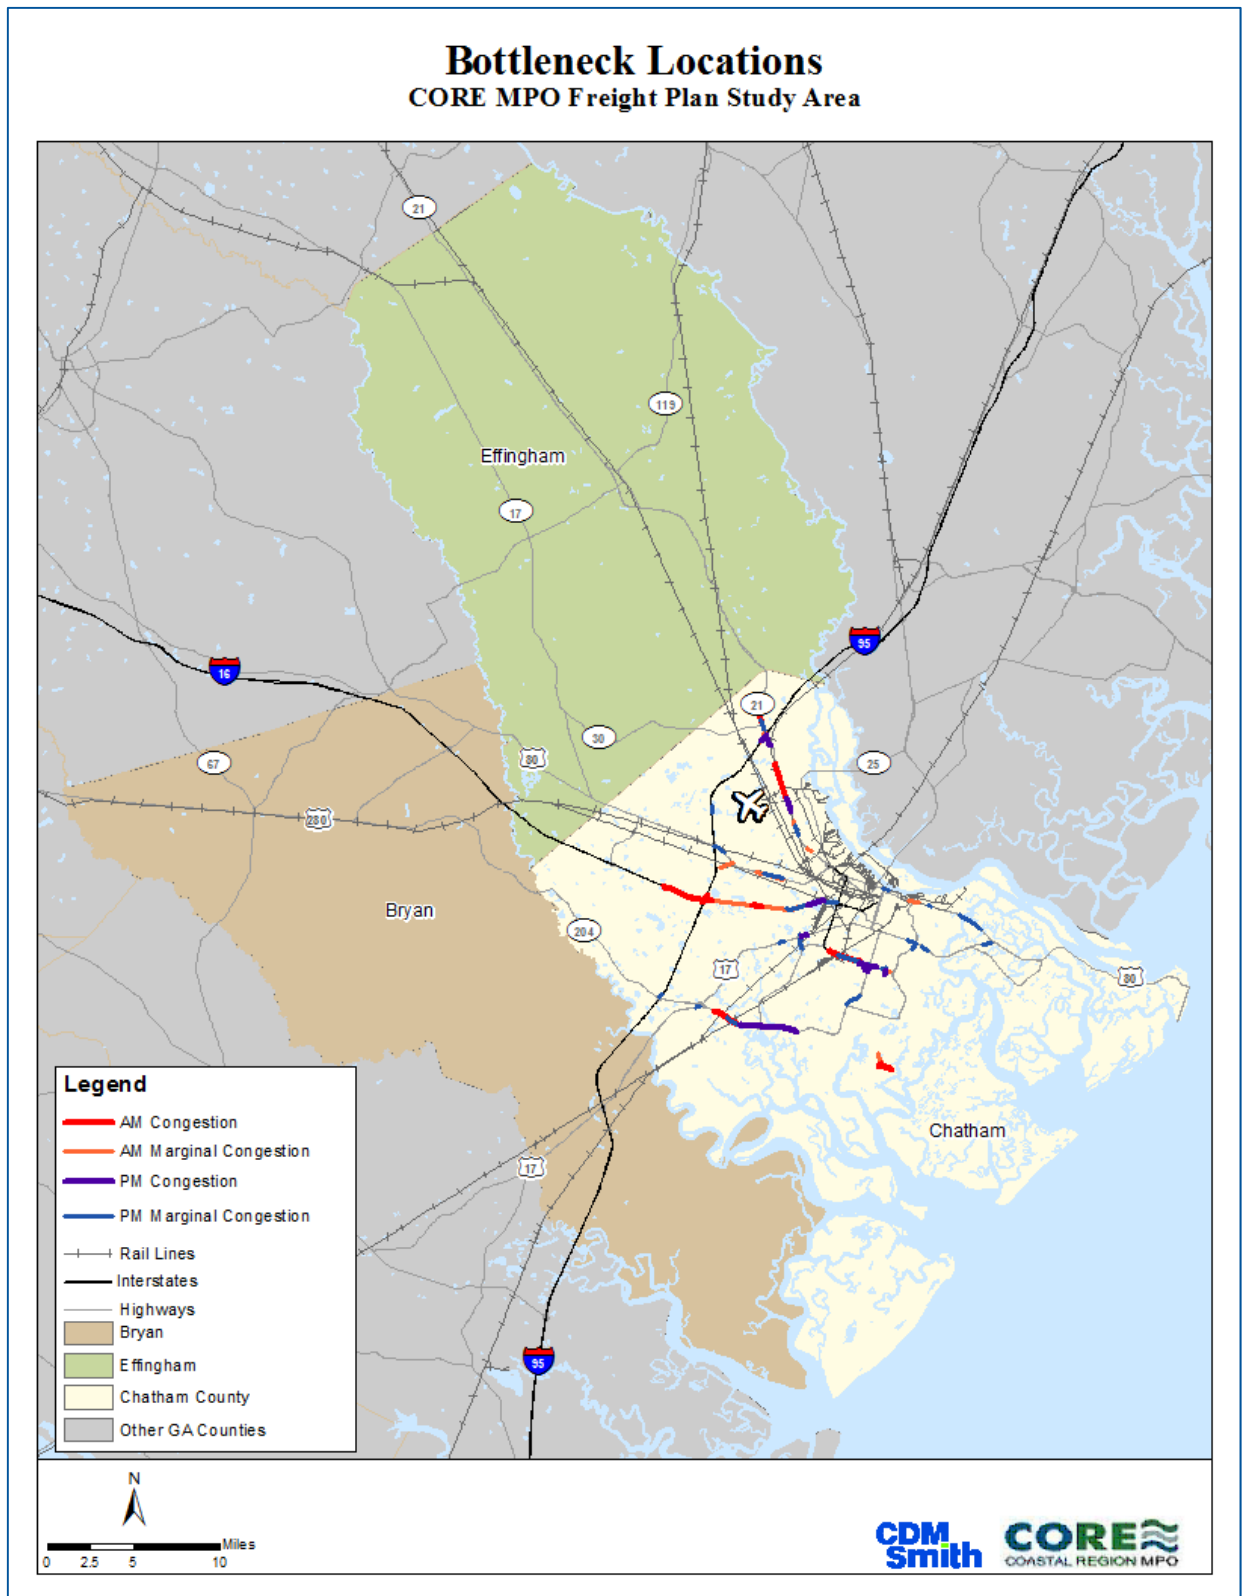 Bottleneck Locations
CORE MPO Freight Plan Study Area
21
119
Effingham
17
95
16
21
30
80
67
25
280
Bryan
204
17
80
Chatham
17
95
Legend
AM Congestion
AM Marginal Congestion
PM Congestion
PM Marginal Congestion
Rail Lines
Interstates
Highways
Bryan
Effingham
Chatham County
Other GA Counties
N
Miles
0 2.5 5 10
CDM
Smith
CORE
COASTAL REGION MPO